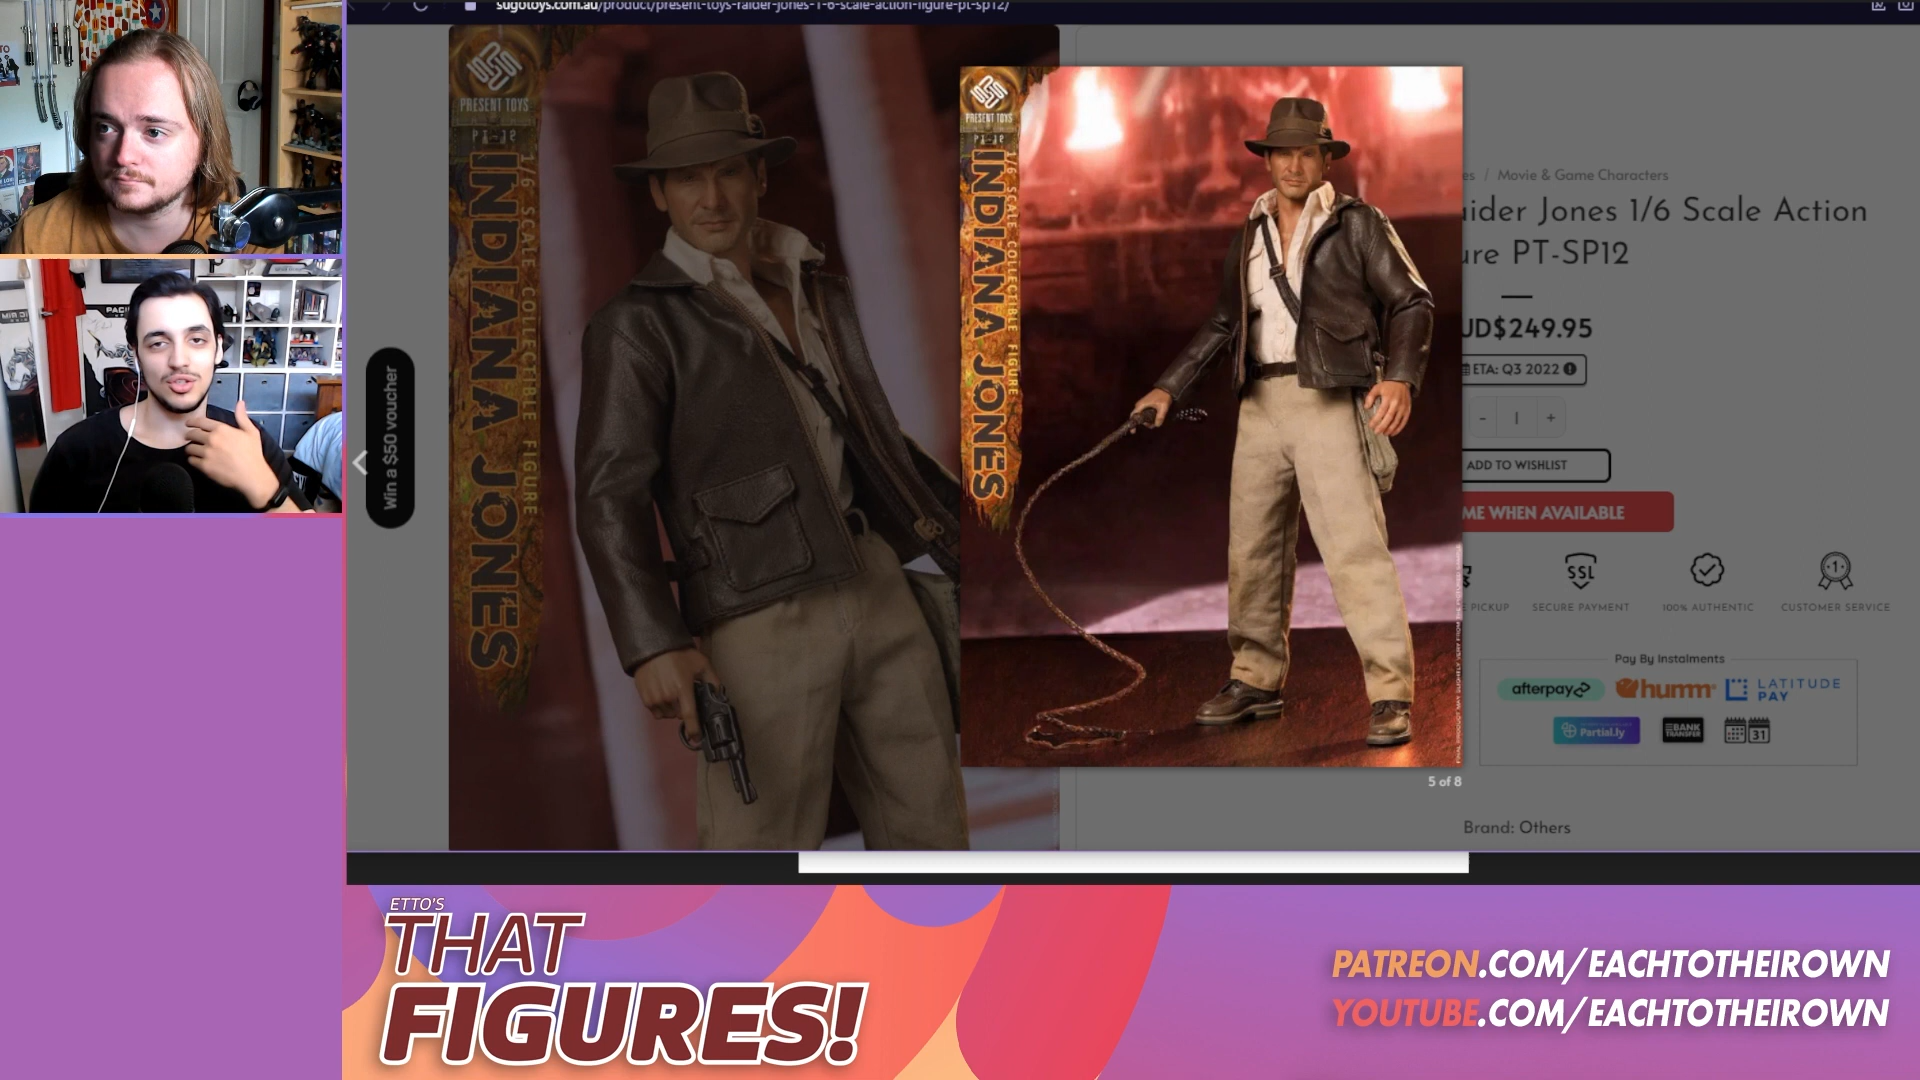 sugotoys.com.au/product/present-toys-raider-jones-1-6-scale-action-figure-pt-sp12/
PRESENT TOYS
PT-12
1/6 SCALE COLLECTIBLE FIGURE
INDIANA JONES
PRESENT TOYS
PT-12
1/6 SCALE COLLECTIBLE FIGURE
INDIANA JONES
Win a $50 voucher
es / Movie & Game Characters
aider Jones 1/6 Scale Action
ure PT-SP12
UD$249.95
ETA: Q3 2022
- 1 +
ADD TO WISHLIST
ME WHEN AVAILABLE
E PICKUP
SSL
SECURE PAYMENT
100% AUTHENTIC
1
CUSTOMER SERVICE
Pay By Instalments
afterpay
humm
LATITUDE PAY
Partial.ly
BANK TRANSFER
31
5 of 8
Brand: Others
ETTO'S
THAT
FIGURES!
PATREON.COM/EACHTOTHEIROWN
YOUTUBE.COM/EACHTOTHEIROWN